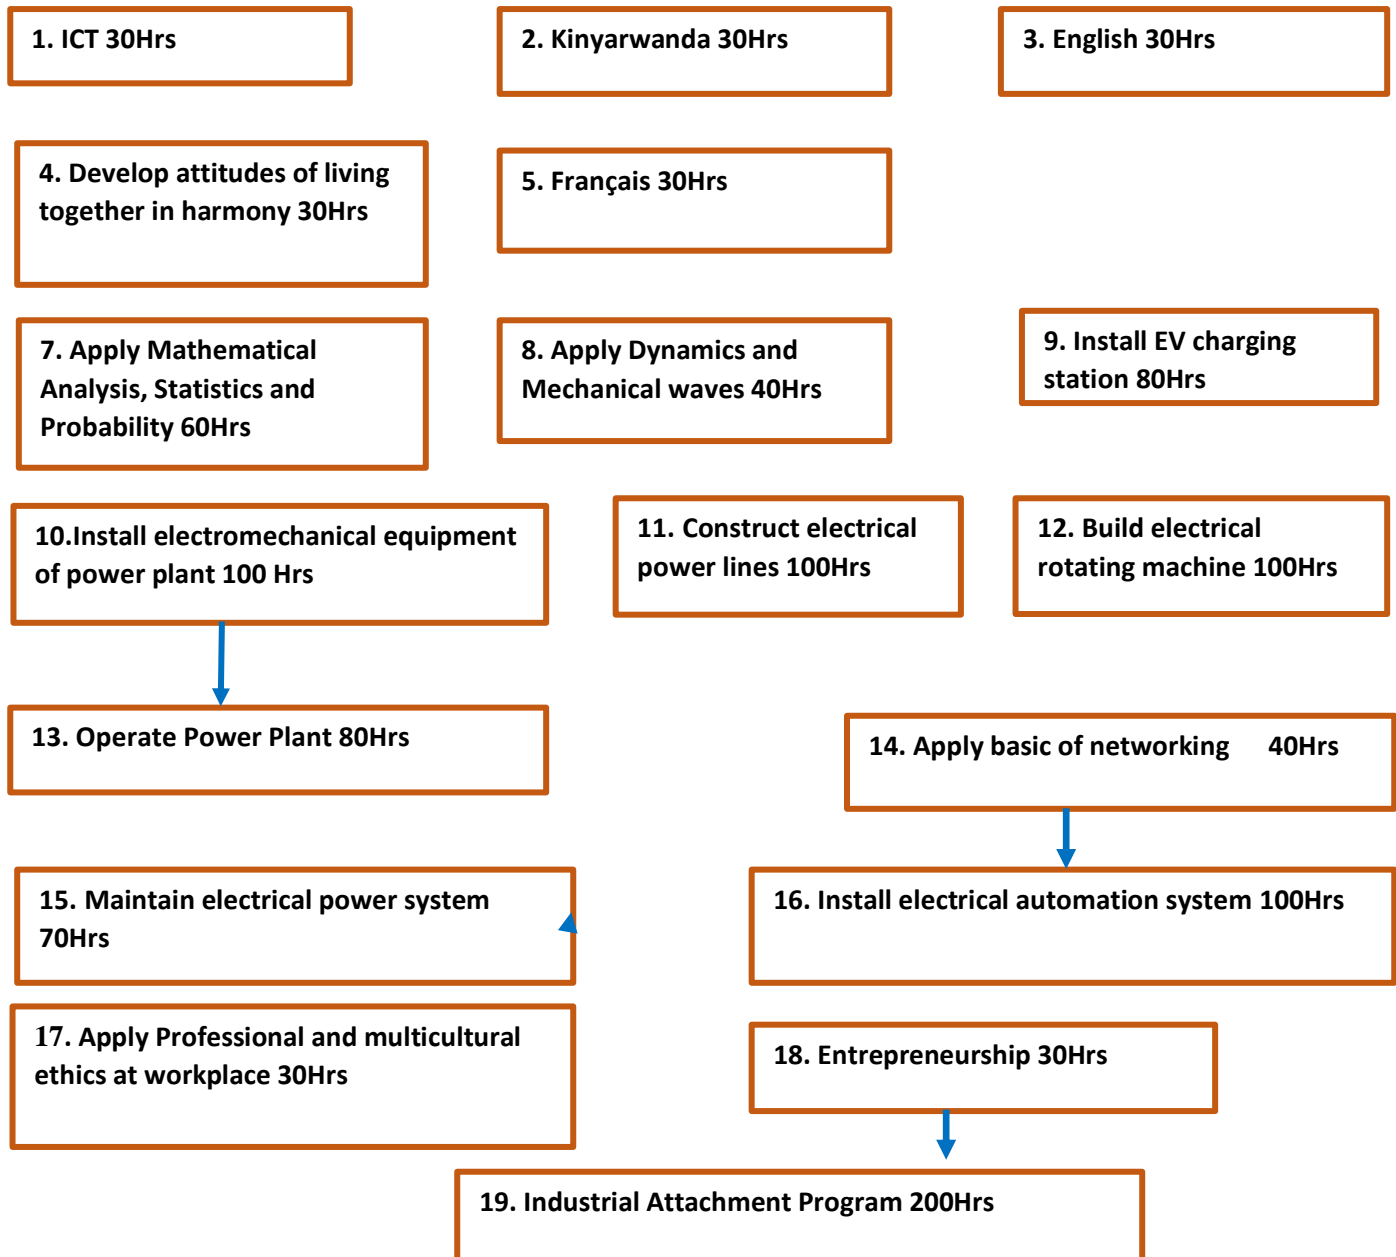 1. ICT 30Hrs
2. Kinyarwanda 30Hrs
3. English 30Hrs
4. Develop attitudes of living
together in harmony 30Hrs
5. Français 30Hrs
7. Apply Mathematical
Analysis, Statistics and
Probability 60Hrs
8. Apply Dynamics and
Mechanical waves 40Hrs
9. Install EV charging
station 80Hrs
10.Install electromechanical equipment
of power plant 100 Hrs
11. Construct electrical
power lines 100Hrs
12. Build electrical
rotating machine 100Hrs
13. Operate Power Plant 80Hrs
14. Apply basic of networking 40Hrs
15. Maintain electrical power system
70Hrs
16. Install electrical automation system 100Hrs
17. Apply Professional and multicultural
ethics at workplace 30Hrs
18. Entrepreneurship 30Hrs
19. Industrial Attachment Program 200Hrs